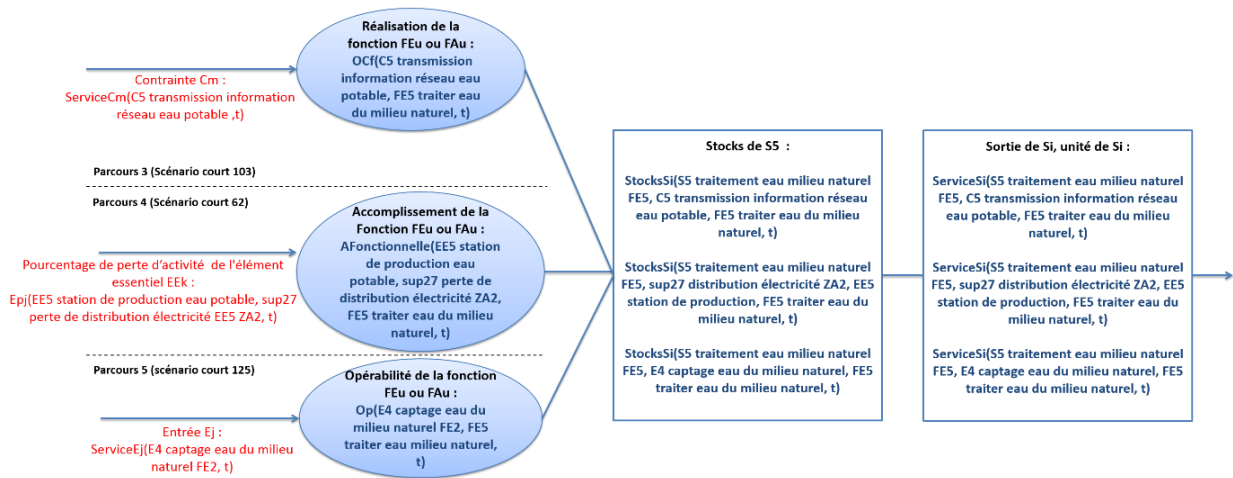 Réalisation de la
fonction FEu ou FAu :
OCf(C5 transmission
information réseau eau
potable, FE5 traiter eau
du milieu naturel, t)
Contrainte Cm :
ServiceCm(C5 transmission information
réseau eau potable ,t)
Parcours 3 (Scénario court 103)
Parcours 4 (Scénario court 62)
Accomplissement de la
Fonction FEu ou FAu :
AFonctionnelle(EE5 station
de production eau
potable, sup27 perte de
distribution électricité ZA2,
FE5 traiter eau du milieu
naturel, t)
Pourcentage de perte d’activité de l'élément
essentiel EEk :
Epj(EE5 station de production eau potable, sup27
perte de distribution électricité EE5 ZA2, t)
Parcours 5 (scénario court 125)
Opérabilité de la fonction
FEu ou FAu :
Op(E4 captage eau du
milieu naturel FE2, FE5
traiter eau milieu naturel,
t)
Entrée Ej :
ServiceEj(E4 captage eau du milieu
naturel FE2, t)
Stocks de S5 :
StocksSi(S5 traitement eau milieu naturel
FE5, C5 transmission information réseau
eau potable, FE5 traiter eau du milieu
naturel, t)
StocksSi(S5 traitement eau milieu naturel
FE5, sup27 distribution électricité ZA2, EE5
station de production, FE5 traiter eau du
milieu naturel, t)
StocksSi(S5 traitement eau milieu naturel
FE5, E4 captage eau du milieu naturel, FE5
traiter eau du milieu naturel, t)
Sortie de Si, unité de Si :
ServiceSi(S5 traitement eau milieu naturel
FE5, C5 transmission information réseau
eau potable, FE5 traiter eau du milieu
naturel, t)
ServiceSi(S5 traitement eau milieu naturel
FE5, sup27 distribution électricité ZA2, EE5
station de production, FE5 traiter eau du
milieu naturel, t)
ServiceSi(S5 traitement eau milieu naturel
FE5, E4 captage eau du milieu naturel, FE5
traiter eau du milieu naturel, t)